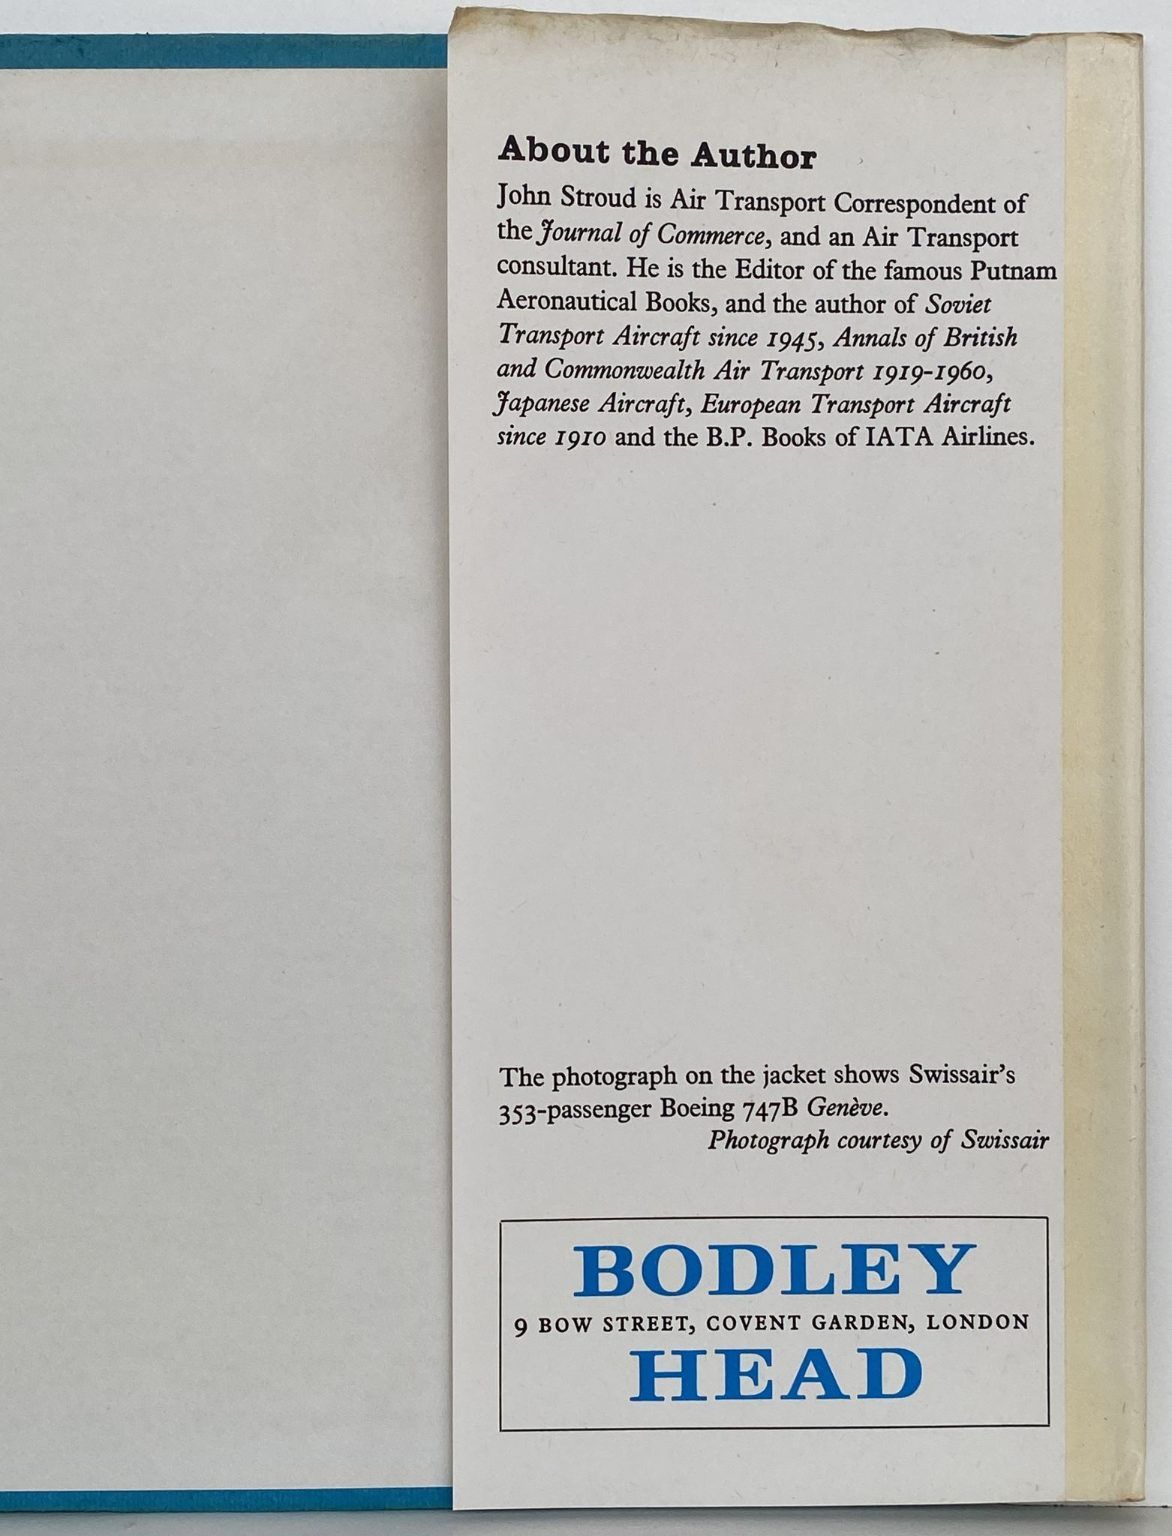 About the Author
John Stroud is Air Transport Correspondent of
the Journal of Commerce, and an Air Transport
consultant. He is the Editor of the famous Putnam
Aeronautical Books, and the author of Soviet
Transport Aircraft since 1945, Annals of British
and Commonwealth Air Transport 1919-1960,
Japanese Aircraft, European Transport Aircraft
since 1910 and the B.P. Books of IATA Airlines.
The photograph on the jacket shows Swissair's
353-passenger Boeing 747B Genève.
Photograph courtesy of Swissair
BODLEY
9 BOW STREET, COVENT GARDEN, LONDON
HEAD